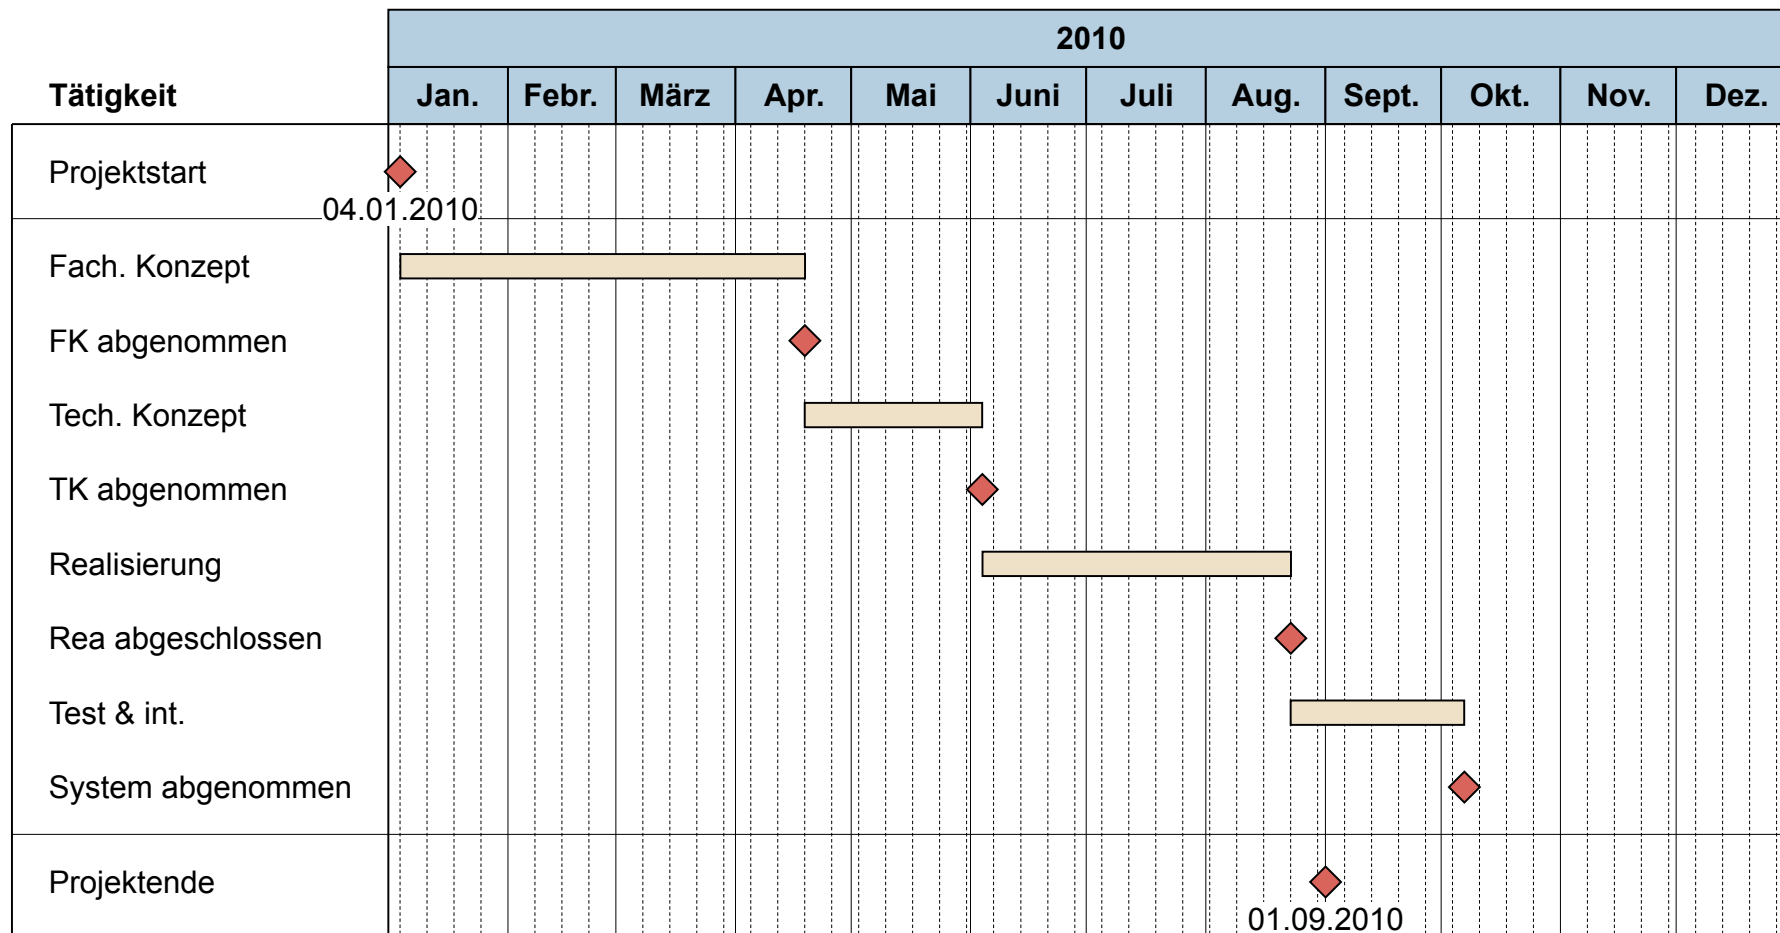 2010
Tätigkeit Jan. Febr. März Apr. Mai Juni Juli Aug. Sept. Okt. Nov. Dez.
Projektstart
04.01.2010
Fach. Konzept
FK abgenommen
Tech. Konzept
TK abgenommen
Realisierung
Rea abgeschlossen
Test & int.
System abgenommen
Projektende
01.09.2010